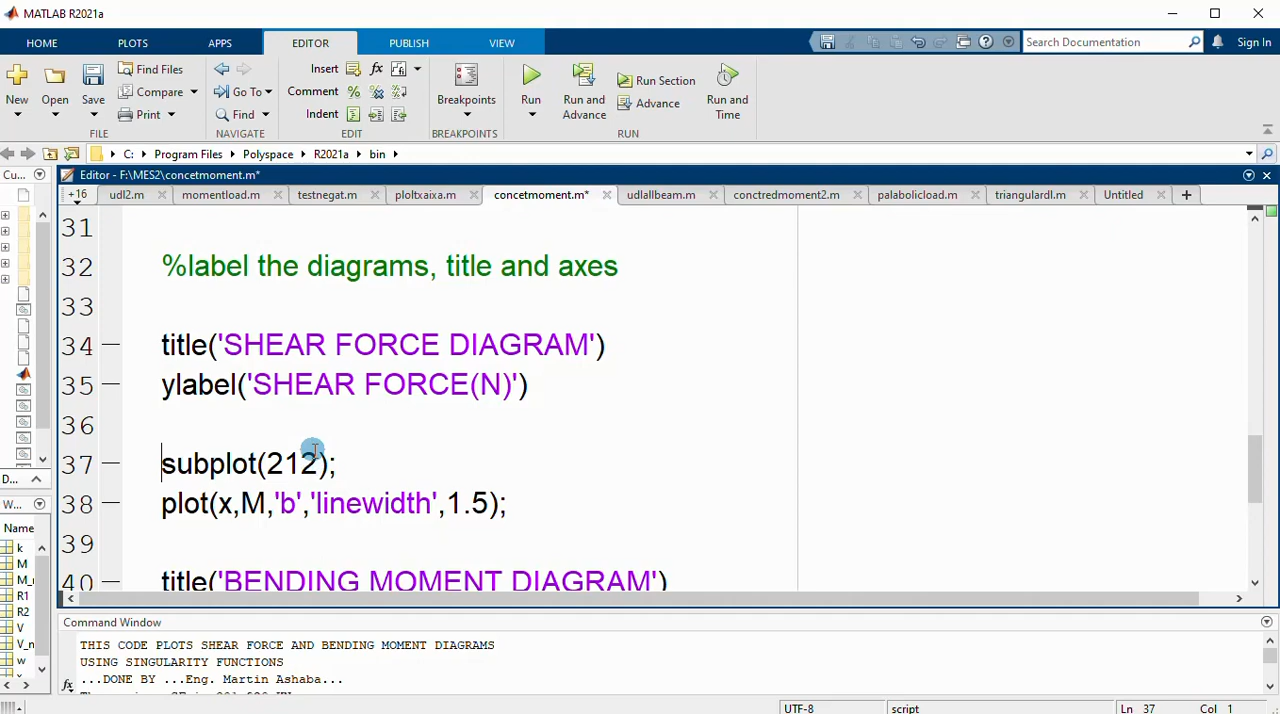 MATLAB R2021a
HOME PLOTS APPS EDITOR PUBLISH VIEW Search Documentation Sign In
New Open Save Find Files Compare Print
Go To Find
Insert fx Comment % Indent
Breakpoints Run Run and Advance Run Section Advance Run and Time
FILE NAVIGATE EDIT BREAKPOINTS RUN
C: Program Files Polyspace R2021a bin
Cu... Editor - F:\MES2\concetmoment.m*
+16 udl2.m momentload.m testnegat.m ploltxaixa.m concetmoment.m* udlallbeam.m conctredmoment2.m palabolicload.m triangulardl.m Untitled
31
32 %label the diagrams, title and axes
33
34 title('SHEAR FORCE DIAGRAM')
35 ylabel('SHEAR FORCE(N)')
36
37 subplot(212);
38 plot(x,M,'b','linewidth',1.5);
39
40 title('BENDING MOMENT DIAGRAM')
D...
W...
Name
k
M
R1
R2
V
w
Command Window
THIS CODE PLOTS SHEAR FORCE AND BENDING MOMENT DIAGRAMS
USING SINGULARITY FUNCTIONS
...DONE BY ...Eng. Martin Ashaba...
fx
UTF-8 script Ln 37 Col 1